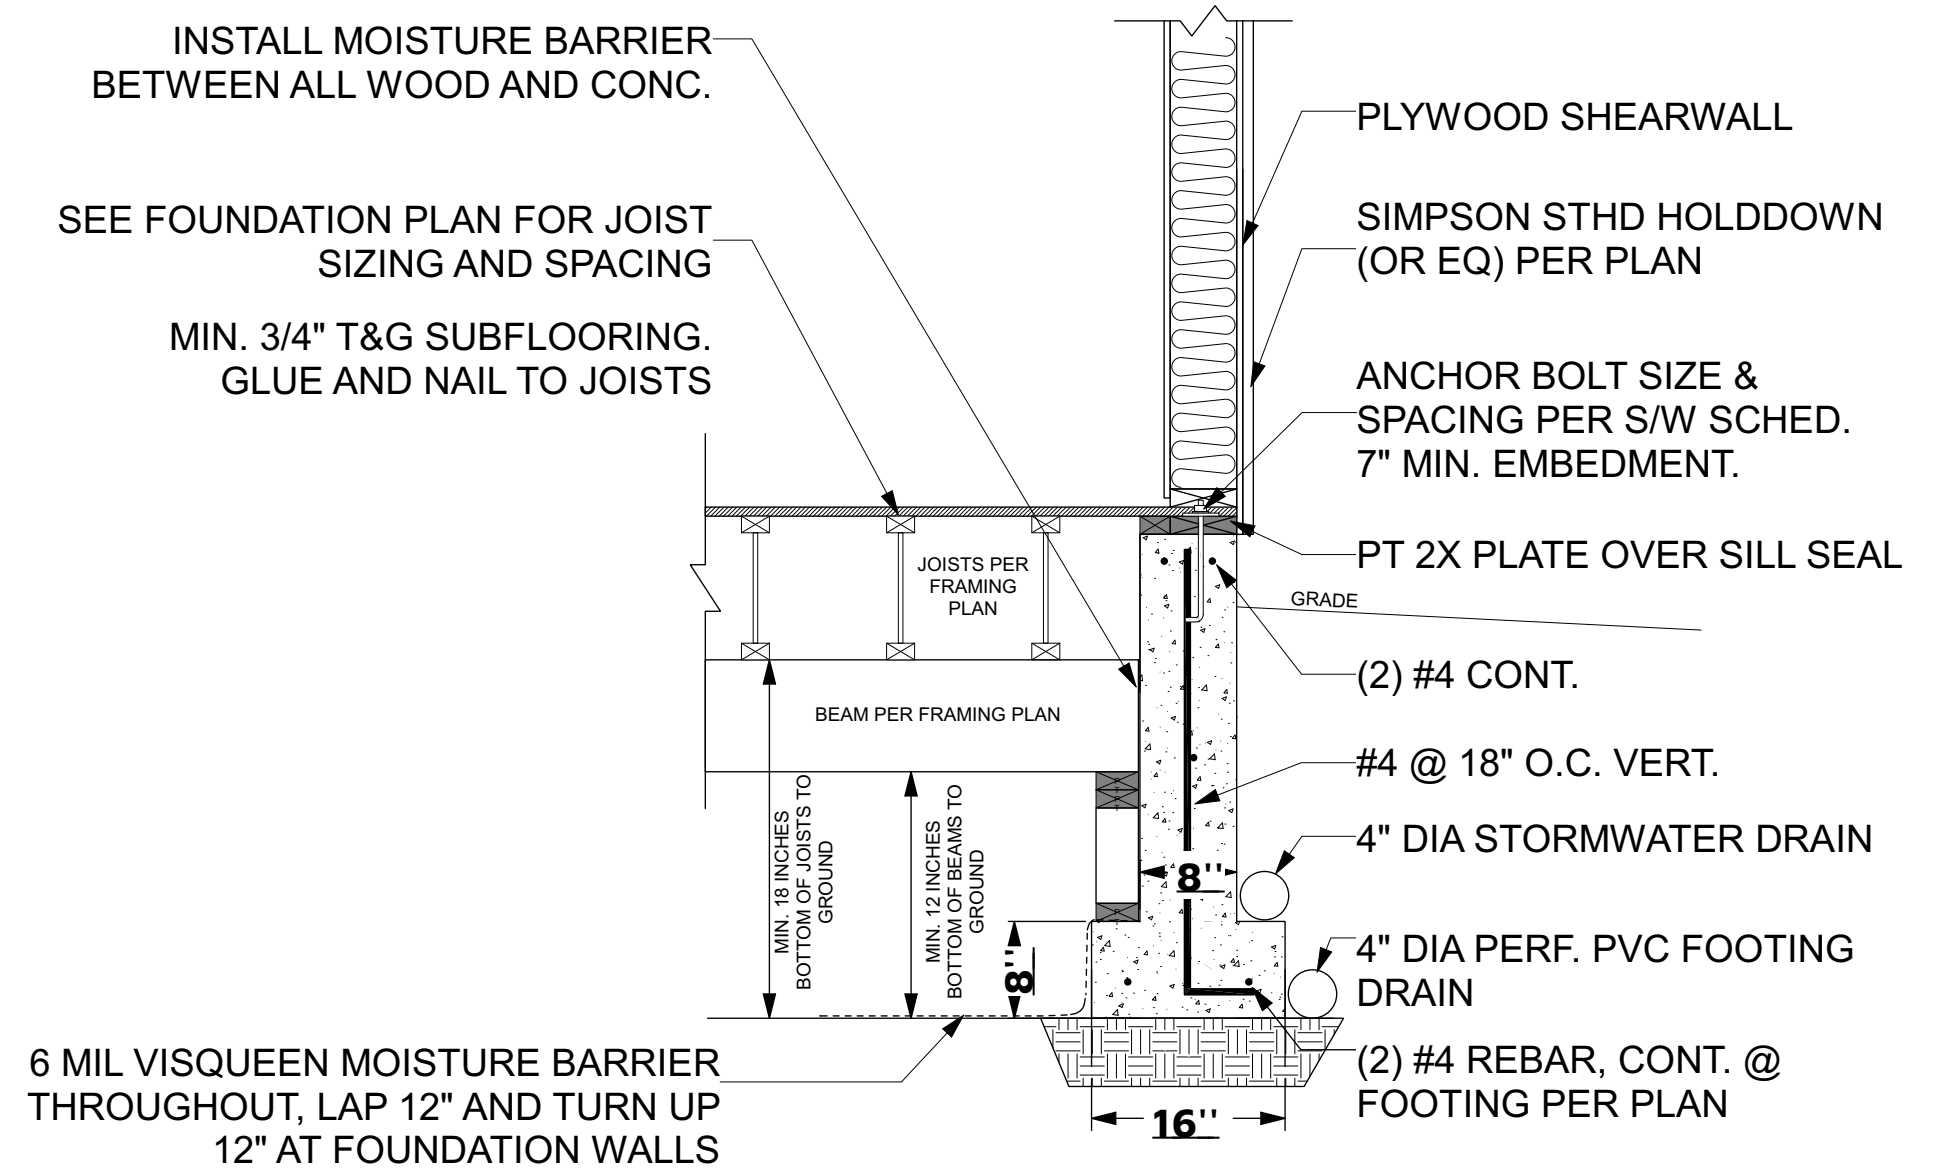 INSTALL MOISTURE BARRIER
BETWEEN ALL WOOD AND CONC.
SEE FOUNDATION PLAN FOR JOIST
SIZING AND SPACING
MIN. 3/4" T&G SUBFLOORING.
GLUE AND NAIL TO JOISTS
PLYWOOD SHEARWALL
SIMPSON STHD HOLDDOWN
(OR EQ) PER PLAN
ANCHOR BOLT SIZE &
SPACING PER S/W SCHED.
7" MIN. EMBEDMENT.
PT 2X PLATE OVER SILL SEAL
GRADE
(2) #4 CONT.
#4 @ 18" O.C. VERT.
4" DIA STORMWATER DRAIN
4" DIA PERF. PVC FOOTING
DRAIN
(2) #4 REBAR, CONT. @
FOOTING PER PLAN
JOISTS PER
FRAMING
PLAN
BEAM PER FRAMING PLAN
MIN. 18 INCHES
BOTTOM OF JOISTS TO
GROUND
MIN. 12 INCHES
BOTTOM OF BEAMS TO
GROUND
8''
8''
16''
6 MIL VISQUEEN MOISTURE BARRIER
THROUGHOUT, LAP 12" AND TURN UP
12" AT FOUNDATION WALLS